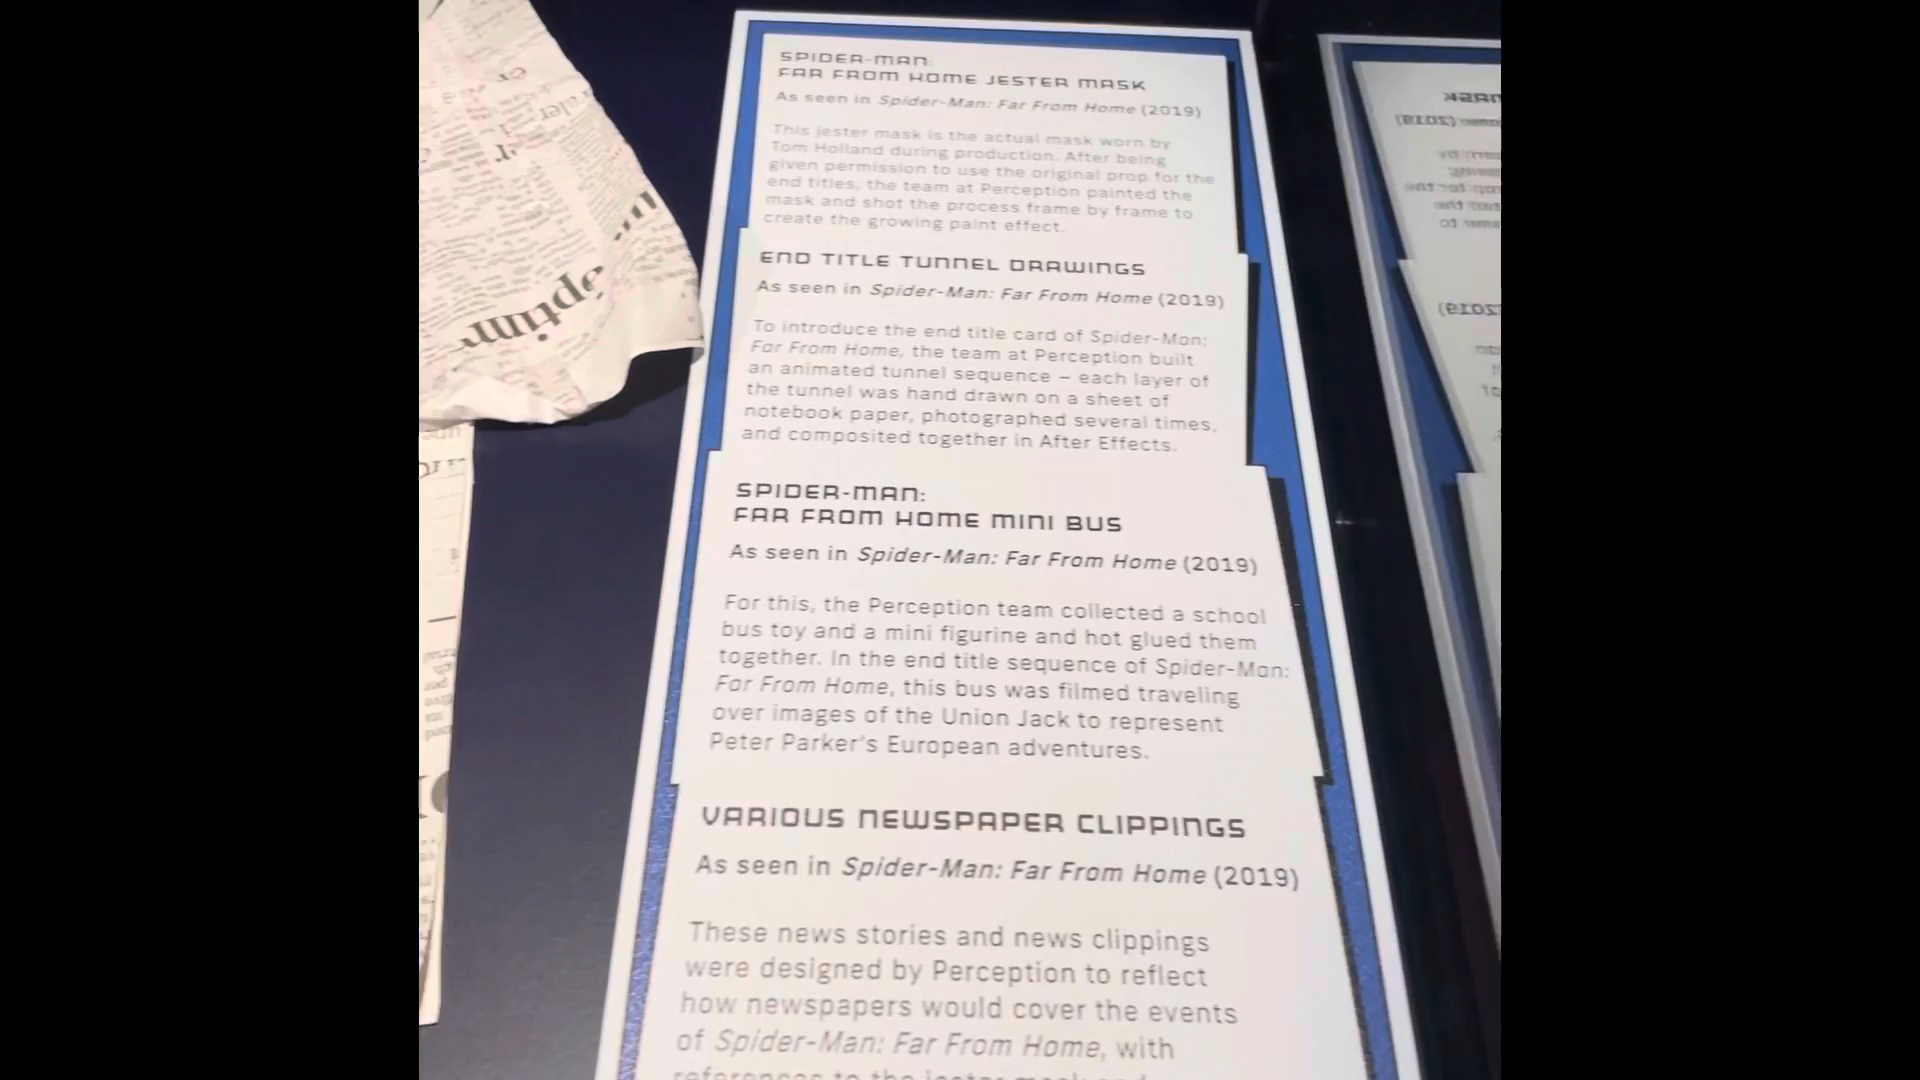 SPIDER-MAN:
FAR FROM HOME JESTER MASK
As seen in Spider-Man: Far From Home (2019)
This jester mask is the actual mask worn by
Tom Holland during production. After being
given permission to use the original prop for the
end titles, the team at Perception painted the
mask and shot the process frame by frame to
create the growing paint effect.
END TITLE TUNNEL DRAWINGS
As seen in Spider-Man: Far From Home (2019)
To introduce the end title card of Spider-Man:
Far From Home, the team at Perception built
an animated tunnel sequence – each layer of
the tunnel was hand drawn on a sheet of
notebook paper, photographed several times,
and composited together in After Effects.
SPIDER-MAN:
FAR FROM HOME MINI BUS
As seen in Spider-Man: Far From Home (2019)
For this, the Perception team collected a school
bus toy and a mini figurine and hot glued them
together. In the end title sequence of Spider-Man:
Far From Home, this bus was filmed traveling
over images of the Union Jack to represent
Peter Parker's European adventures.
VARIOUS NEWSPAPER CLIPPINGS
As seen in Spider-Man: Far From Home (2019)
These news stories and news clippings
were designed by Perception to reflect
how newspapers would cover the events
of Spider-Man: Far From Home, with
references to the jester mask and